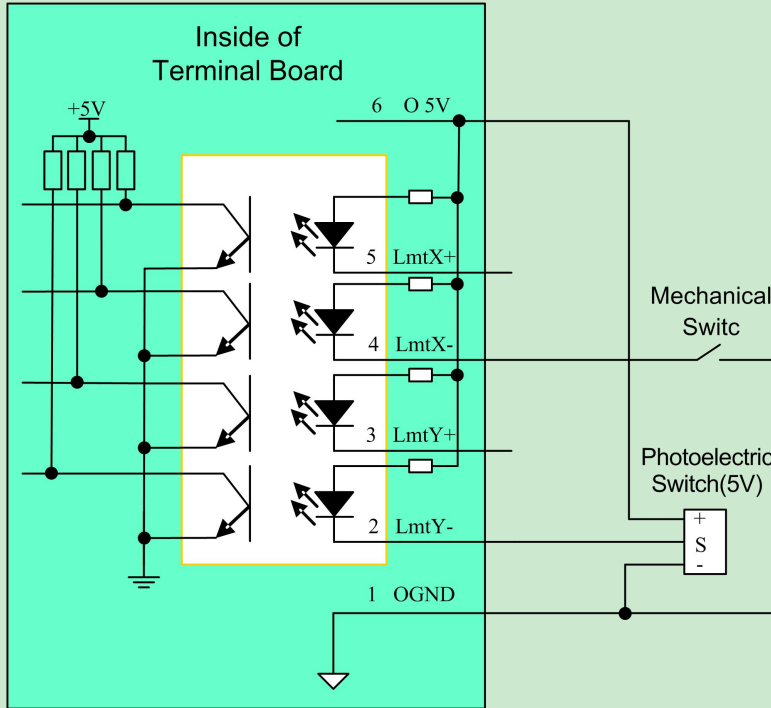 Inside of
Terminal Board
+5V
6 O 5V
5 LmtX+
4 LmtX-
3 LmtY+
2 LmtY-
1 OGND
Mechanical
Switc
Photoelectric
Switch(5V)
+
S
-